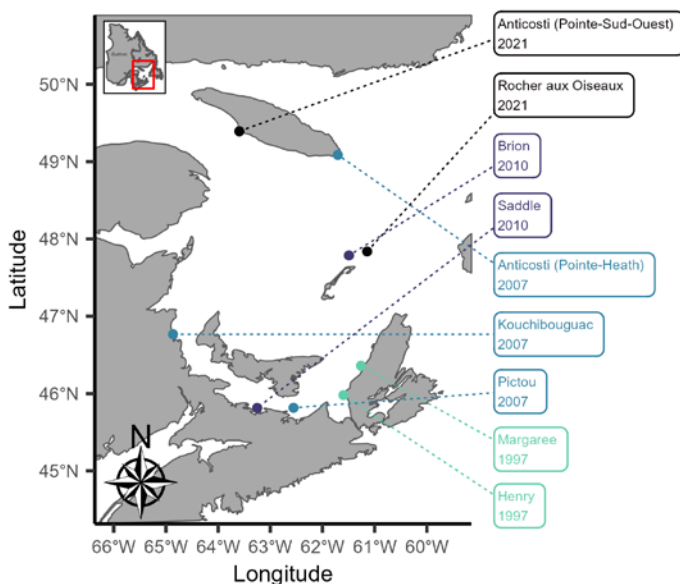 Anticosti (Pointe-Sud-Ouest)
2021
Rocher aux Oiseaux
2021
Brion
2010
Saddle
2010
Anticosti (Pointe-Heath)
2007
Kouchibouguac
2007
Pictou
2007
Margaree
1997
Henry
1997
50°N
49°N
48°N
47°N
46°N
45°N
Latitude
N
66°W 65°W 64°W 63°W 62°W 61°W 60°W
Longitude